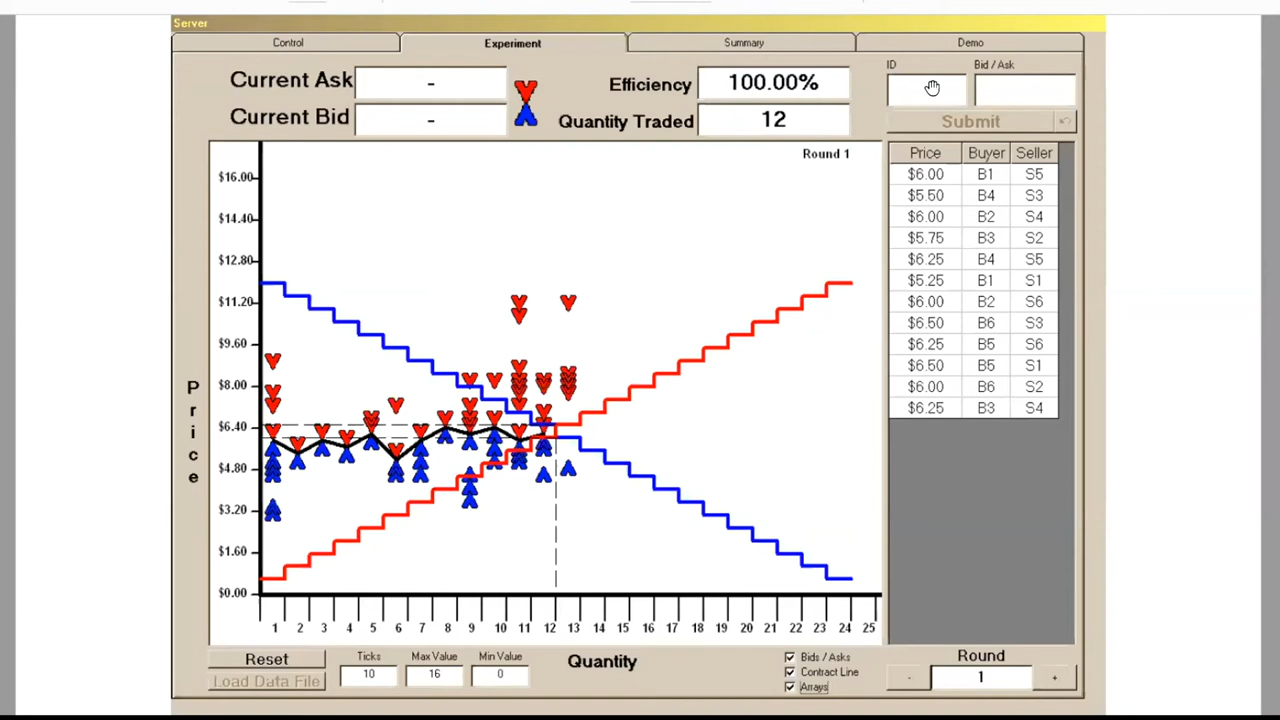 Server
Control Experiment Summary Demo
Current Ask -
Current Bid -
Efficiency 100.00%
Quantity Traded 12
ID Bid / Ask
Submit
Round 1
$16.00
$14.40
$12.80
$11.20
$9.60
$8.00
$6.40
$4.80
$3.20
$1.60
$0.00
Price
1 2 3 4 5 6 7 8 9 10 11 12 13 14 15 16 17 18 19 20 21 22 23 24 25
Price Buyer Seller
$6.00 B1 S5
$5.50 B4 S3
$6.00 B2 S4
$5.75 B3 S2
$6.25 B4 S5
$5.25 B1 S1
$6.00 B2 S6
$6.50 B6 S3
$6.25 B5 S6
$6.50 B5 S1
$6.00 B6 S2
$6.25 B3 S4
Reset
Load Data File
Ticks Max Value Min Value
10 16 0
Quantity
Bids / Asks
Contract Line
Arrays
Round
- 1 +